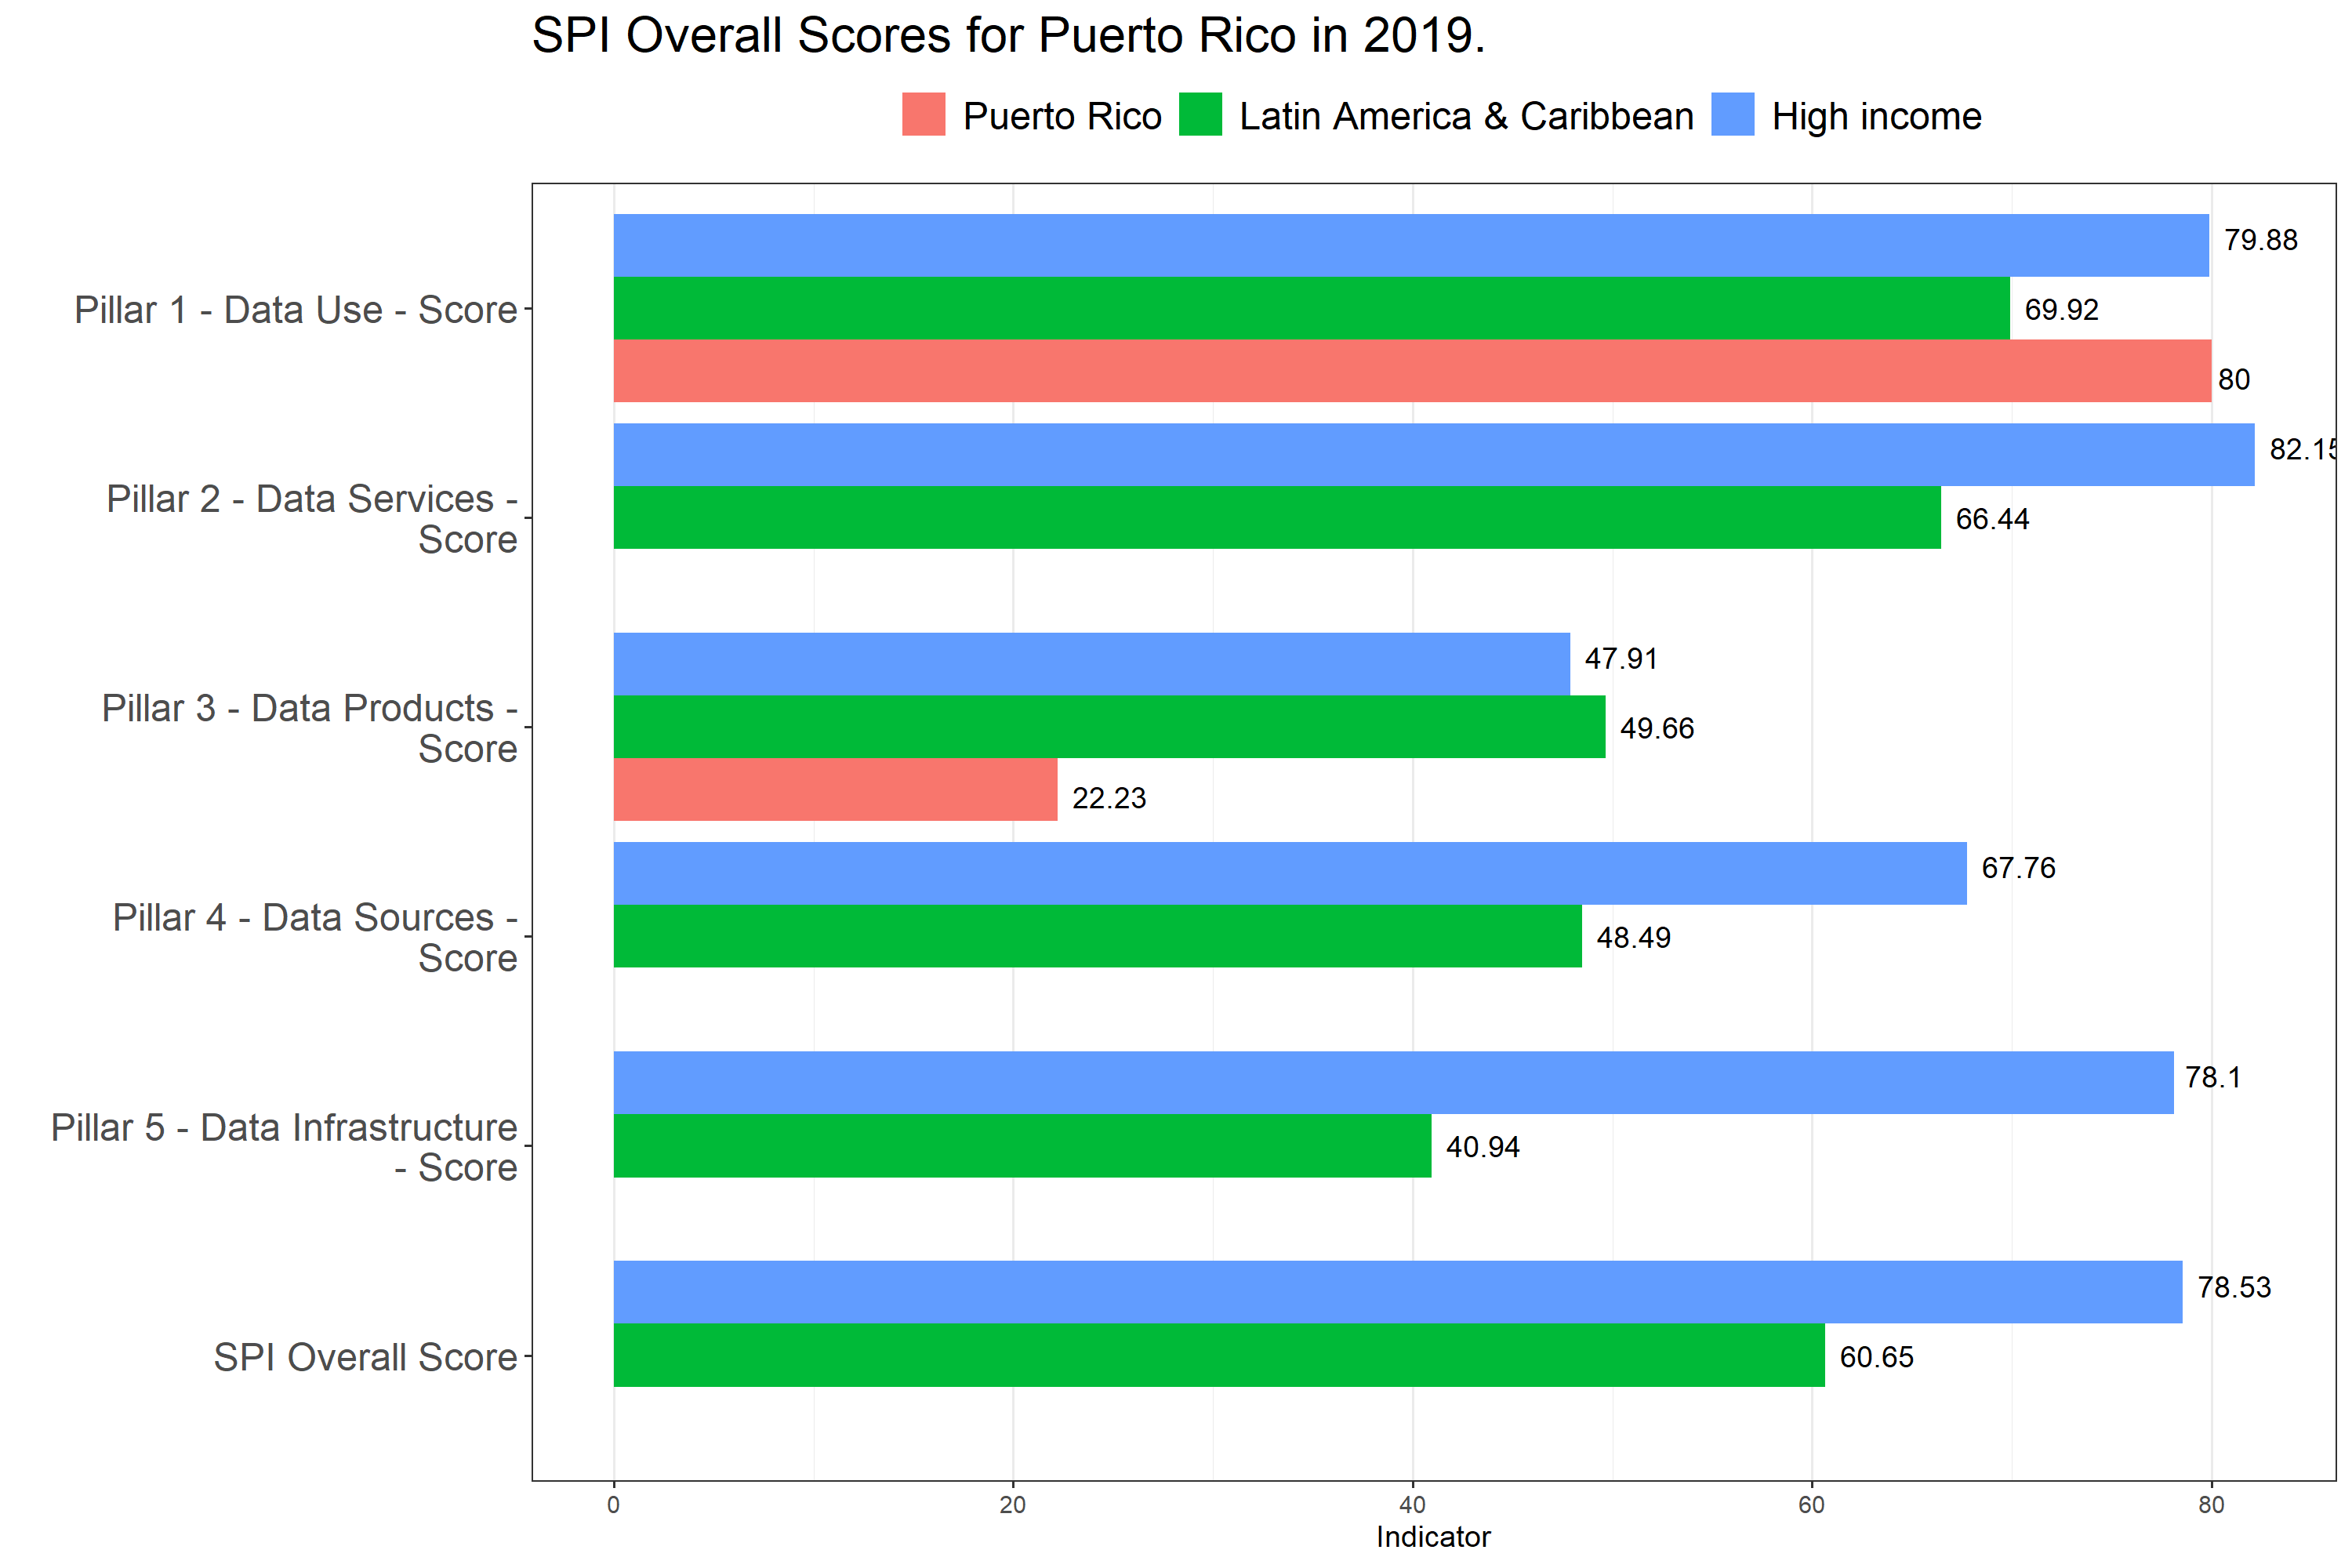 SPI Overall Scores for Puerto Rico in 2019.
Puerto Rico Latin America & Caribbean High income
79.88
Pillar 1 - Data Use - Score
69.92
80
82.15
Pillar 2 - Data Services -
Score
66.44
47.91
Pillar 3 - Data Products -
Score
49.66
22.23
67.76
Pillar 4 - Data Sources -
Score
48.49
78.1
Pillar 5 - Data Infrastructure
- Score
40.94
78.53
SPI Overall Score
60.65
0 20 40 60 80
Indicator